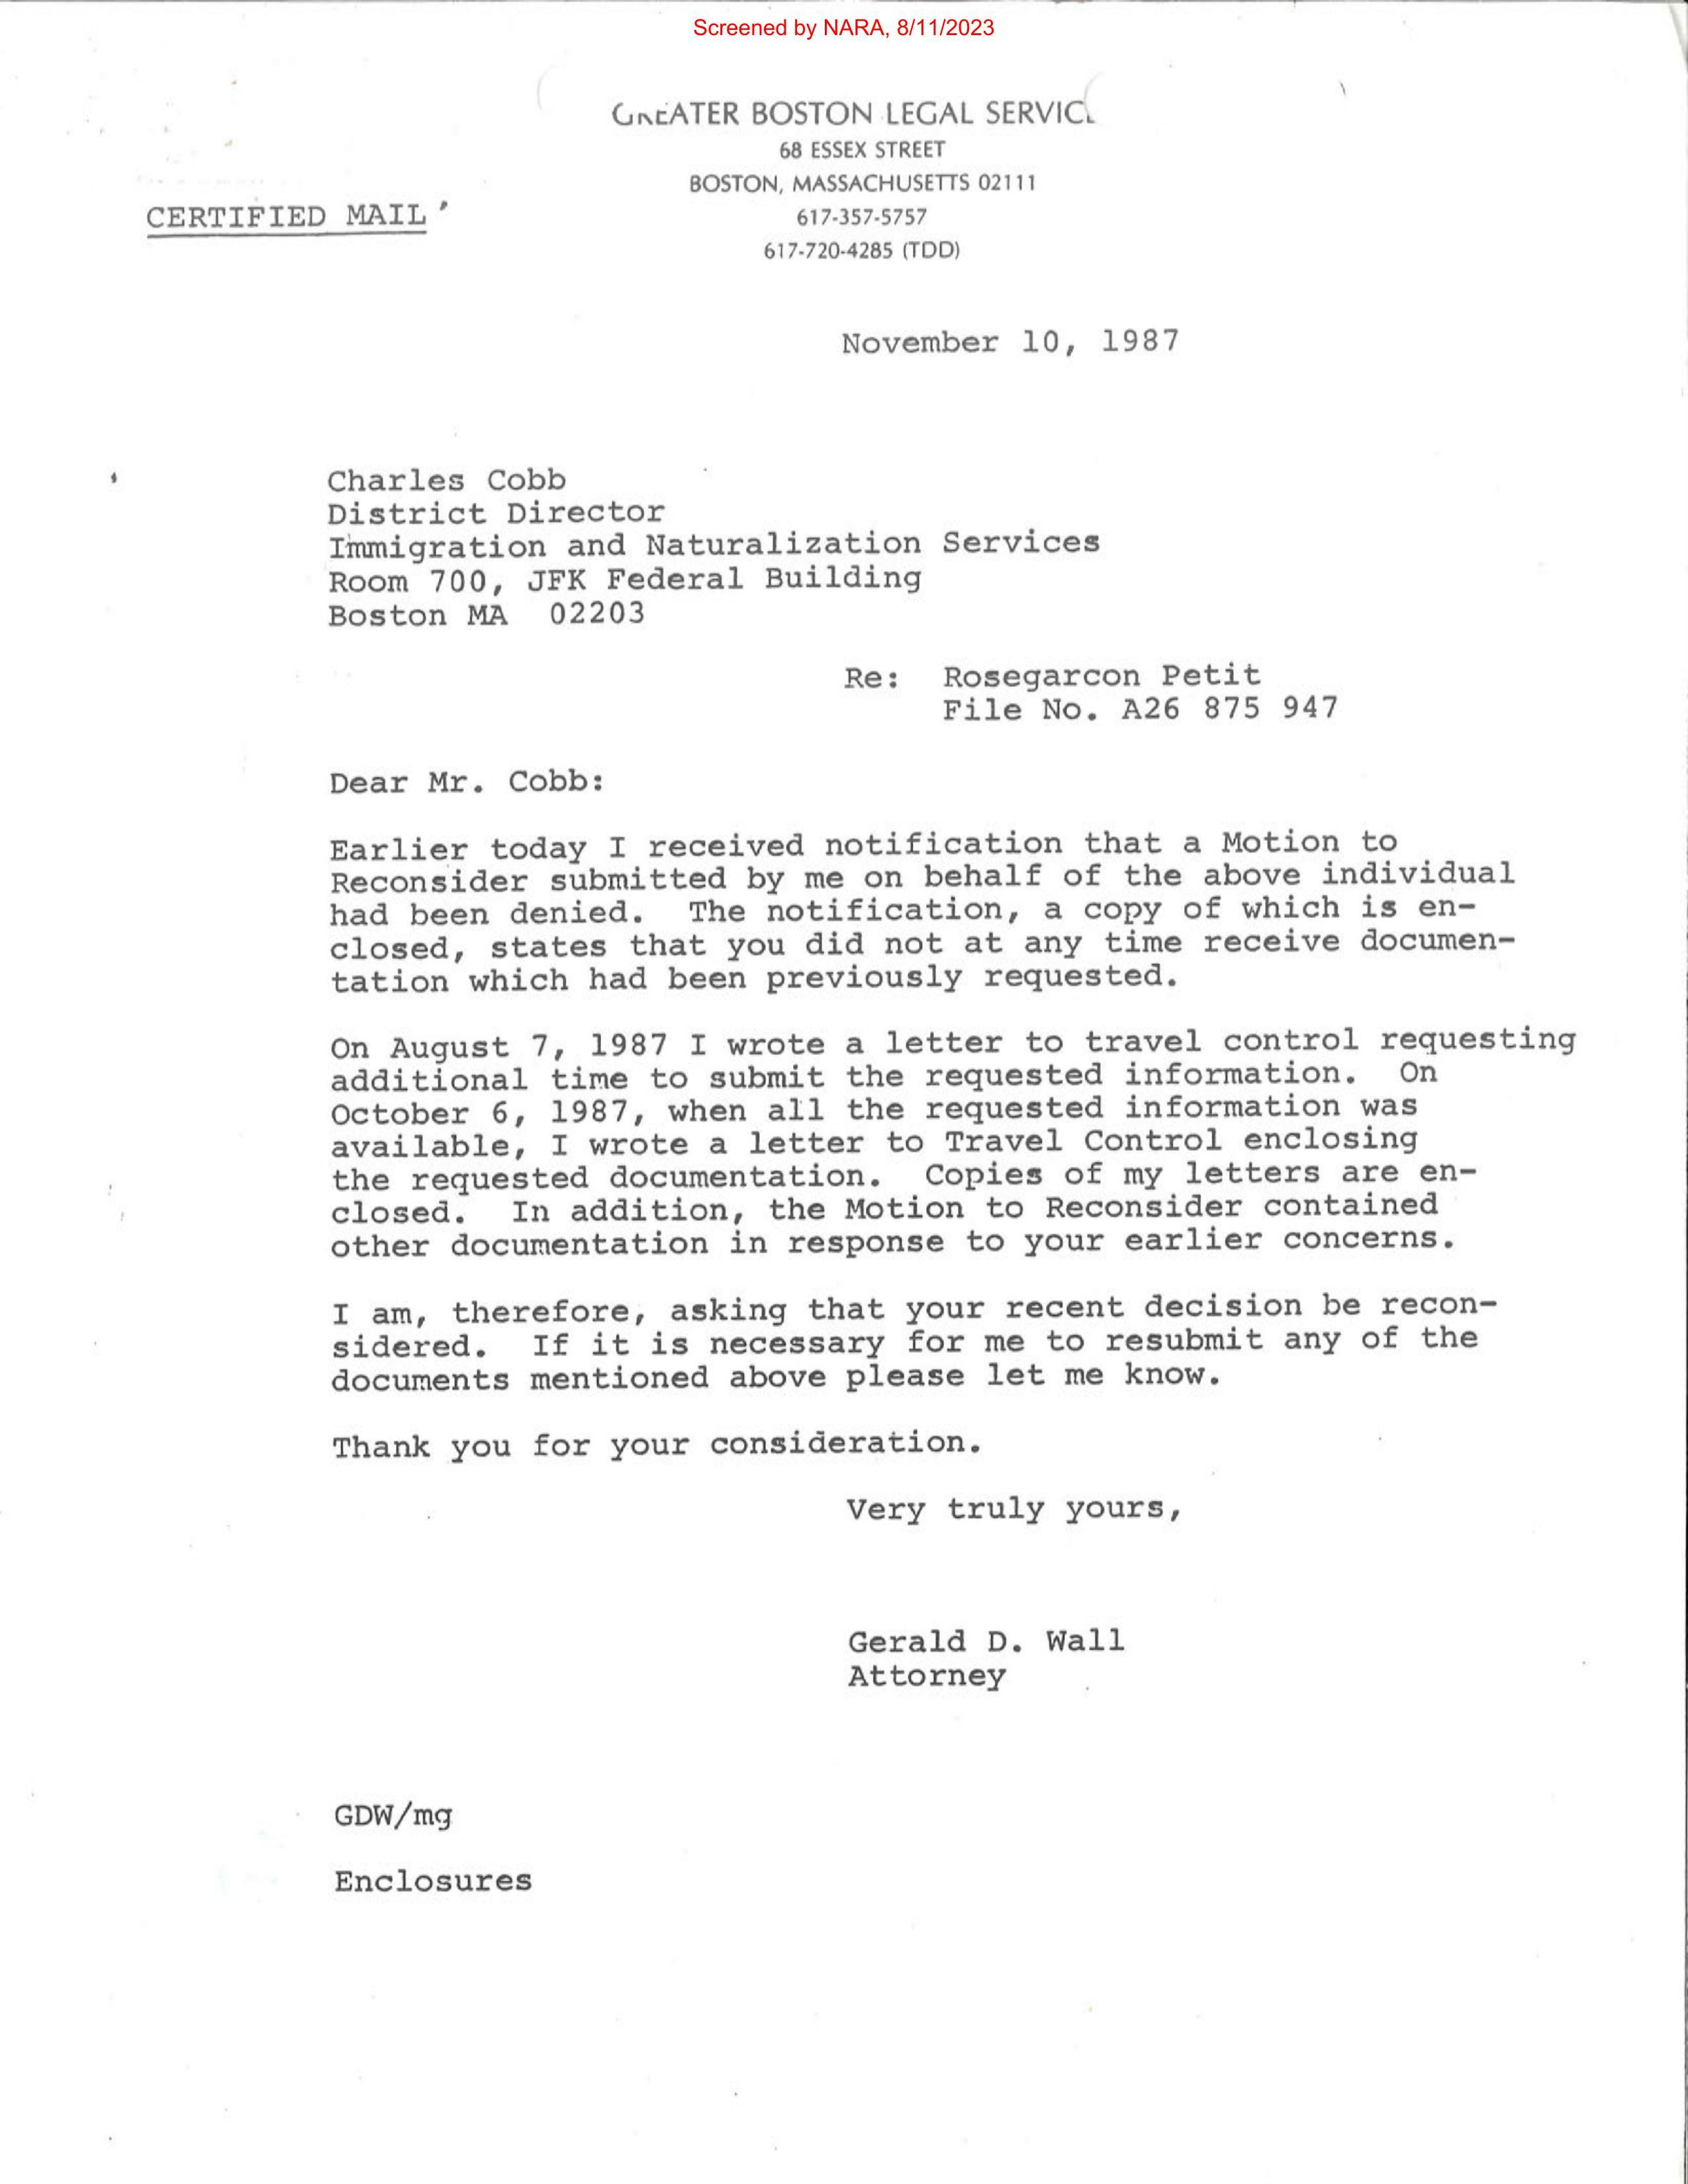 Screened by NARA, 8/11/2023
GREATER BOSTON LEGAL SERVICE
68 ESSEX STREET
BOSTON, MASSACHUSETTS 02111
CERTIFIED MAIL
617-357-5757
617-720-4285 (TDD)
November 10, 1987
Charles Cobb
District Director
Immigration and Naturalization Services
Room 700, JFK Federal Building
Boston MA 02203
Re: Rosegarcon Petit
File No. A26 875 947
Dear Mr. Cobb:
Earlier today I received notification that a Motion to
Reconsider submitted by me on behalf of the above individual
had been denied. The notification, a copy of which is en-
closed, states that you did not at any time receive documen-
tation which had been previously requested.
On August 7, 1987 I wrote a letter to travel control requesting
additional time to submit the requested information. On
October 6, 1987, when all the requested information was
available, I wrote a letter to Travel Control enclosing
the requested documentation. Copies of my letters are en-
closed. In addition, the Motion to Reconsider contained
other documentation in response to your earlier concerns.
I am, therefore, asking that your recent decision be recon-
sidered. If it is necessary for me to resubmit any of the
documents mentioned above please let me know.
Thank you for your consideration.
Very truly yours,
Gerald D. Wall
Attorney
GDW/mg
Enclosures